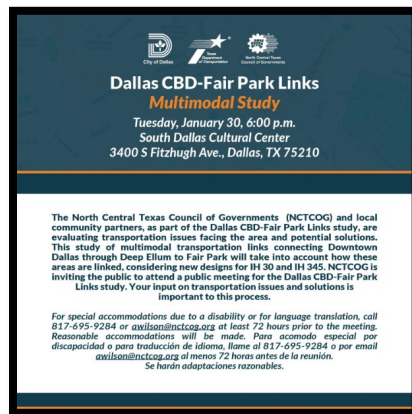 City of Dallas
Texas
Department
of Transportation
North Central Texas
Council of Governments
Dallas CBD-Fair Park Links
Multimodal Study
Tuesday, January 30, 6:00 p.m.
South Dallas Cultural Center
3400 S Fitzhugh Ave., Dallas, TX 75210
The North Central Texas Council of Governments (NCTCOG) and local
community partners, as part of the Dallas CBD-Fair Park Links study, are
evaluating transportation issues facing the area and potential solutions.
This study of multimodal transportation links connecting Downtown
Dallas through Deep Ellum to Fair Park will take into account how these
areas are linked, considering new designs for IH 30 and IH 345. NCTCOG is
inviting the public to attend a public meeting for the Dallas CBD-Fair Park
Links study. Your input on transportation issues and solutions is
important to this process.
For special accommodations due to a disability or for language translation, call
817-695-9284 or awilson@nctcog.org at least 72 hours prior to the meeting.
Reasonable accommodations will be made. Para acomodo especial por
discapacidad o para traducción de idioma, llame al 817-695-9284 o por email
awilson@nctcog.org al menos 72 horas antes de la reunión.
Se harán adaptaciones razonables.